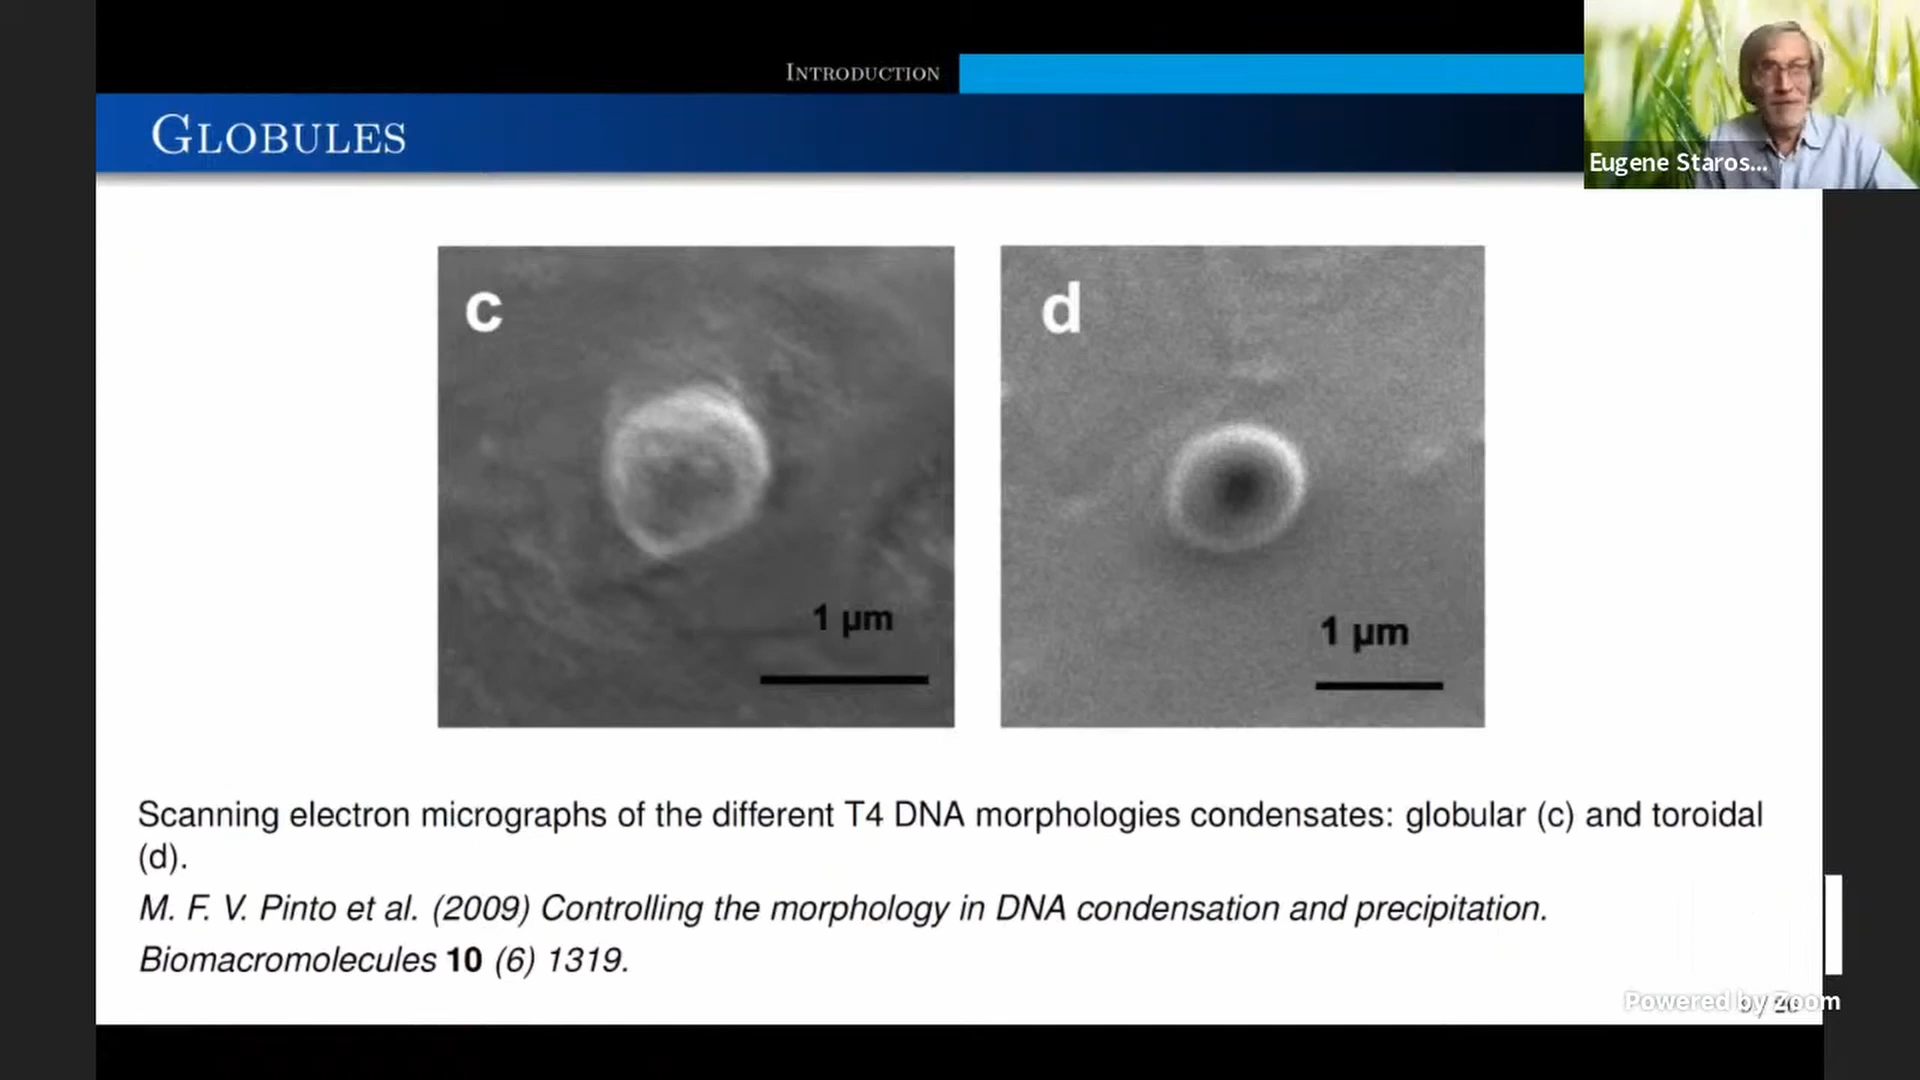 INTRODUCTION
GLOBULES
Eugene Staros...
c
d
1 µm
1 µm
Scanning electron micrographs of the different T4 DNA morphologies condensates: globular (c) and toroidal
(d).
M. F. V. Pinto et al. (2009) Controlling the morphology in DNA condensation and precipitation.
Biomacromolecules 10 (6) 1319.
Powered by Zoom